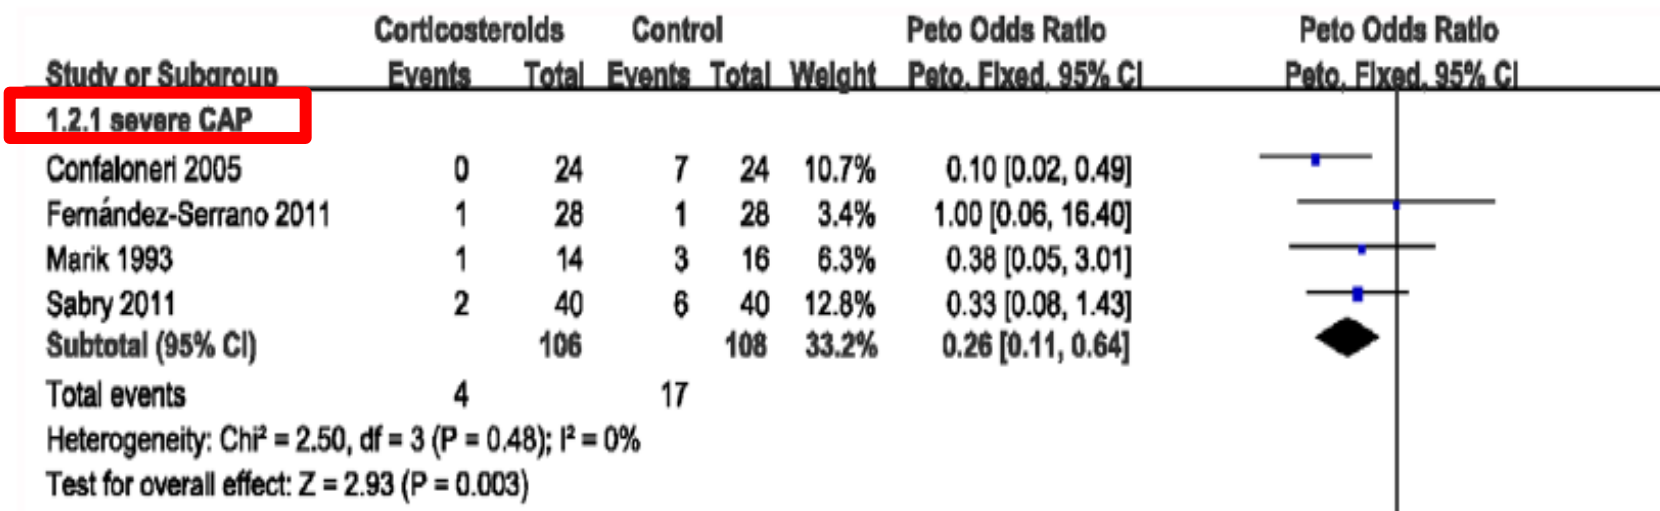 Corticosteroids Control Peto Odds Ratio Peto Odds Ratio
Study or Subgroup Events Total Events Total Weight Peto, Fixed, 95% CI Peto, Fixed, 95% CI
1.2.1 severe CAP
Confaloneri 2005 0 24 7 24 10.7% 0.10 [0.02, 0.49]
Fernández-Serrano 2011 1 28 1 28 3.4% 1.00 [0.06, 16.40]
Marik 1993 1 14 3 16 6.3% 0.38 [0.05, 3.01]
Sabry 2011 2 40 6 40 12.8% 0.33 [0.08, 1.43]
Subtotal (95% CI) 106 108 33.2% 0.26 [0.11, 0.64]
Total events 4 17
Heterogeneity: Chi² = 2.50, df = 3 (P = 0.48); I² = 0%
Test for overall effect: Z = 2.93 (P = 0.003)